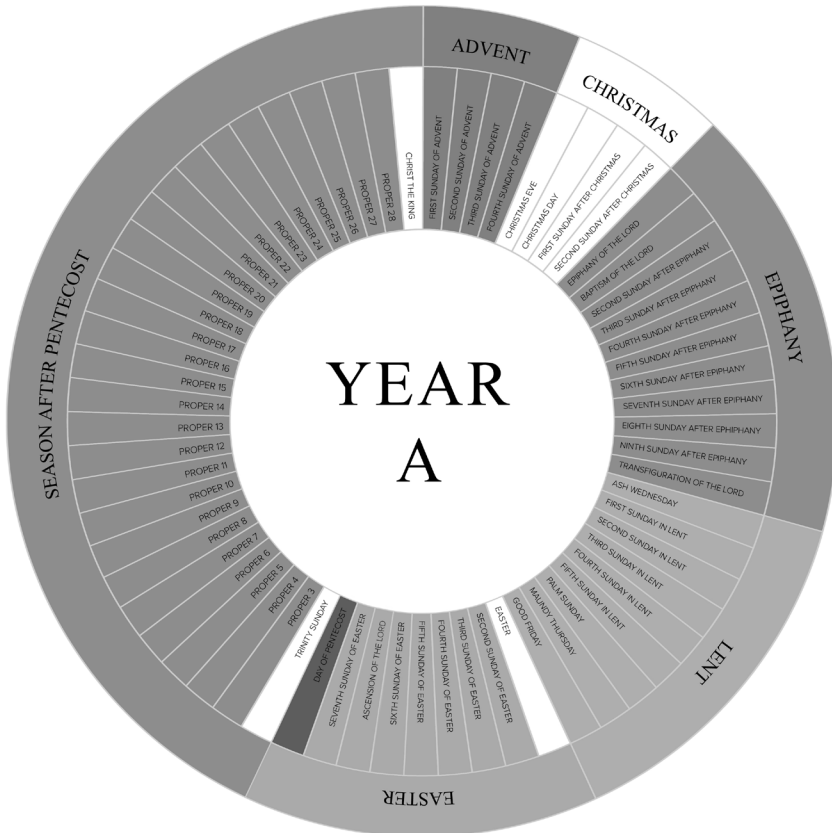 YEAR
A
ADVENT
FIRST SUNDAY OF ADVENT
SECOND SUNDAY OF ADVENT
THIRD SUNDAY OF ADVENT
FOURTH SUNDAY OF ADVENT
CHRISTMAS
CHRISTMAS EVE
CHRISTMAS DAY
FIRST SUNDAY AFTER CHRISTMAS
SECOND SUNDAY AFTER CHRISTMAS
EPIPHANY
EPIPHANY OF THE LORD
BAPTISM OF THE LORD
SECOND SUNDAY AFTER EPIPHANY
THIRD SUNDAY AFTER EPIPHANY
FOURTH SUNDAY AFTER EPIPHANY
FIFTH SUNDAY AFTER EPIPHANY
SIXTH SUNDAY AFTER EPIPHANY
SEVENTH SUNDAY AFTER EPIPHANY
EIGHTH SUNDAY AFTER EPHIPHANY
NINTH SUNDAY AFTER EPIPHANY
TRANSFIGURATION OF THE LORD
LENT
ASH WEDNESDAY
FIRST SUNDAY IN LENT
SECOND SUNDAY IN LENT
THIRD SUNDAY IN LENT
FOURTH SUNDAY IN LENT
FIFTH SUNDAY IN LENT
PALM SUNDAY
MAUNDY THURSDAY
GOOD FRIDAY
EASTER
EASTER
SECOND SUNDAY OF EASTER
THIRD SUNDAY OF EASTER
FOURTH SUNDAY OF EASTER
FIFTH SUNDAY OF EASTER
SIXTH SUNDAY OF EASTER
ASCENSION OF THE LORD
SEVENTH SUNDAY OF EASTER
DAY OF PENTECOST
SEASON AFTER PENTECOST
TRINITY SUNDAY
PROPER 3
PROPER 4
PROPER 5
PROPER 6
PROPER 7
PROPER 8
PROPER 9
PROPER 10
PROPER 11
PROPER 12
PROPER 13
PROPER 14
PROPER 15
PROPER 16
PROPER 17
PROPER 18
PROPER 19
PROPER 20
PROPER 21
PROPER 22
PROPER 23
PROPER 24
PROPER 25
PROPER 26
PROPER 27
PROPER 28
CHRIST THE KING